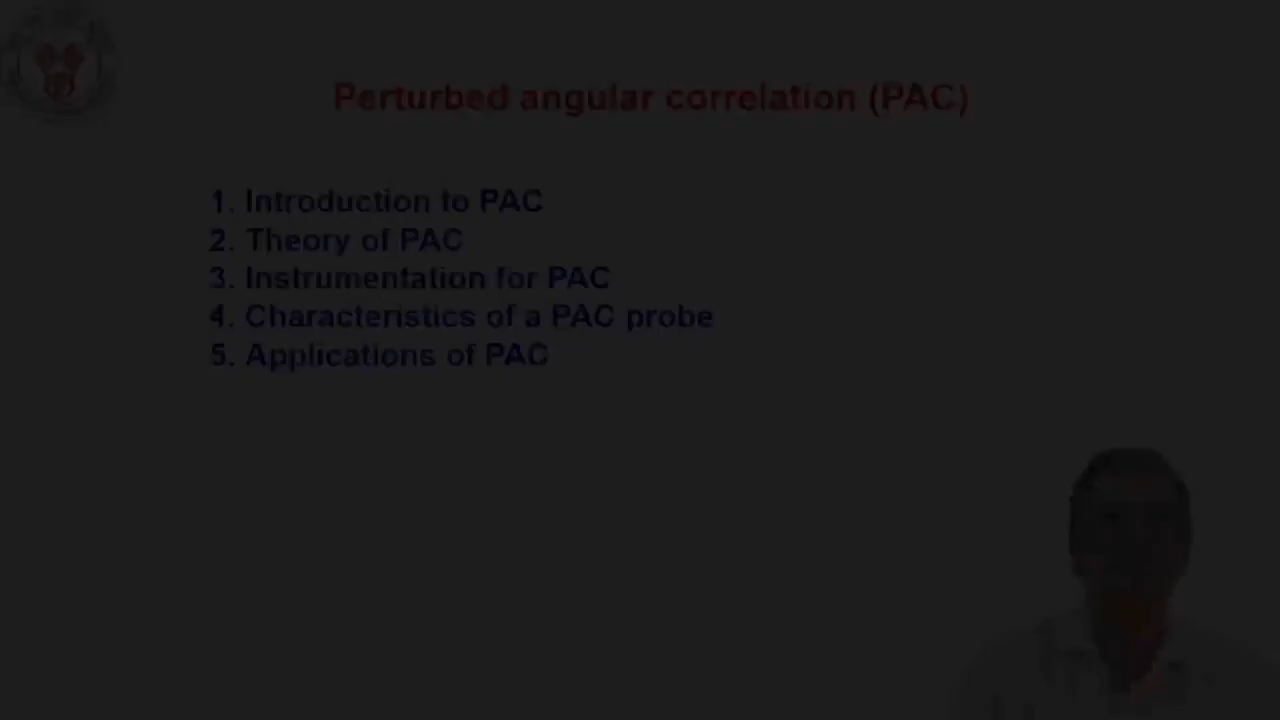 Perturbed angular correlation (PAC)
1. Introduction to PAC
2. Theory of PAC
3. Instrumentation for PAC
4. Characteristics of a PAC probe
5. Applications of PAC